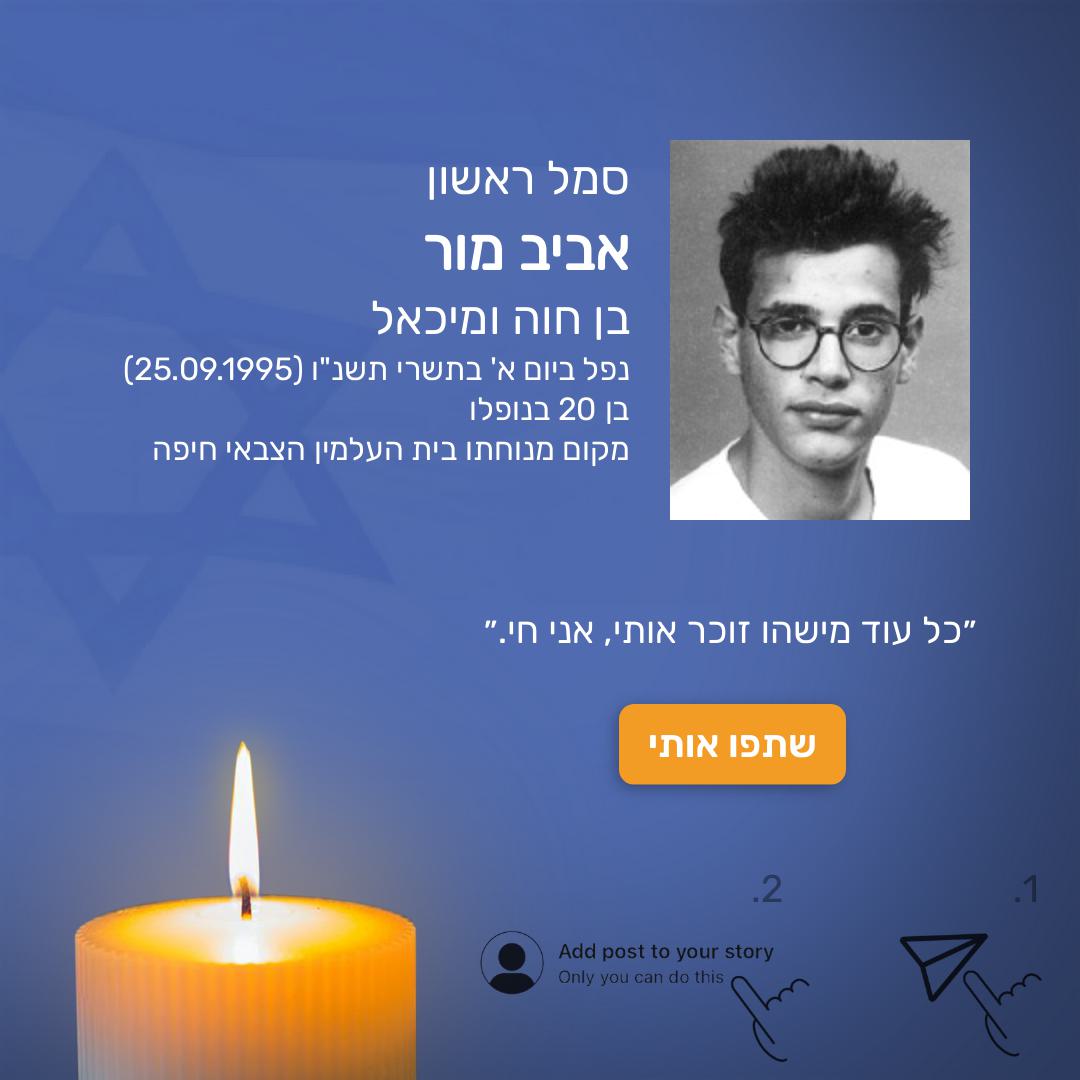 סמל ראשון
אביב מור
בן חוה ומיכאל
נפל ביום א' בתשרי תשנ"ו (25.09.1995)
בן 20 בנופלו
מקום מנוחתו בית העלמין הצבאי חיפה
״כל עוד מישהו זוכר אותי, אני חי.״
שתפו אותי
.1
.2
Add post to your story
Only you can do this